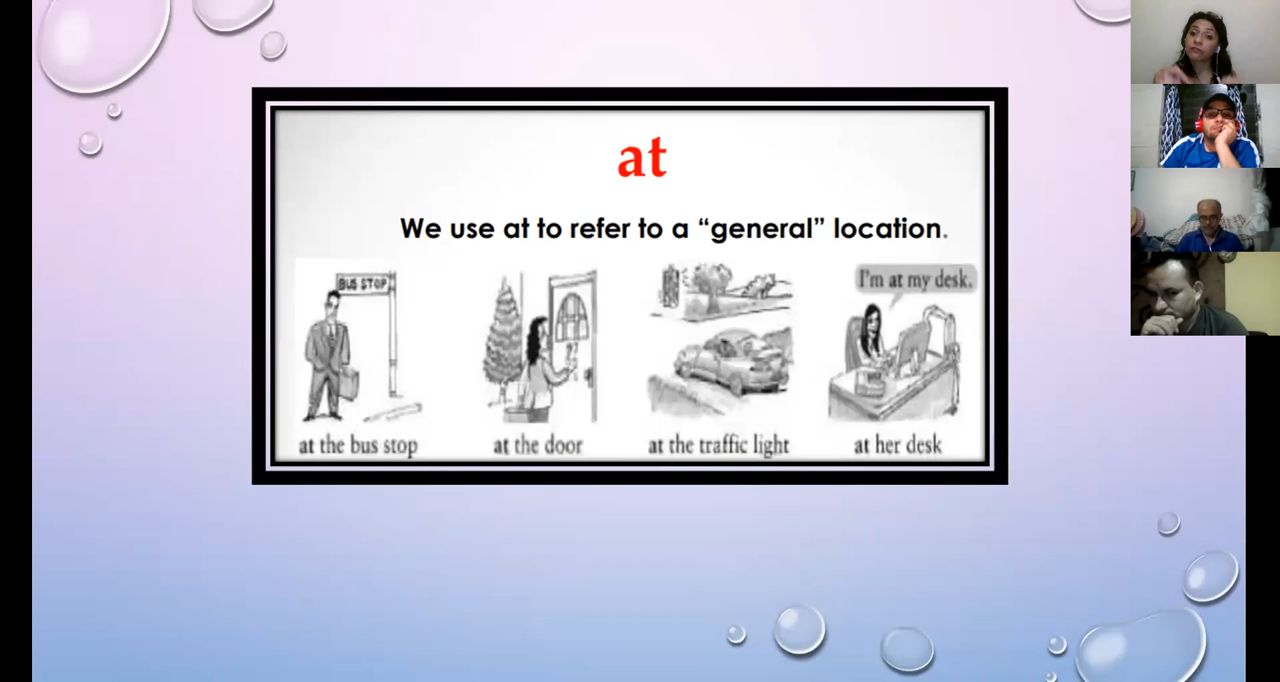 at
We use at to refer to a “general” location.
BUS STOP
I'm at my desk.
at the bus stop
at the door
at the traffic light
at her desk